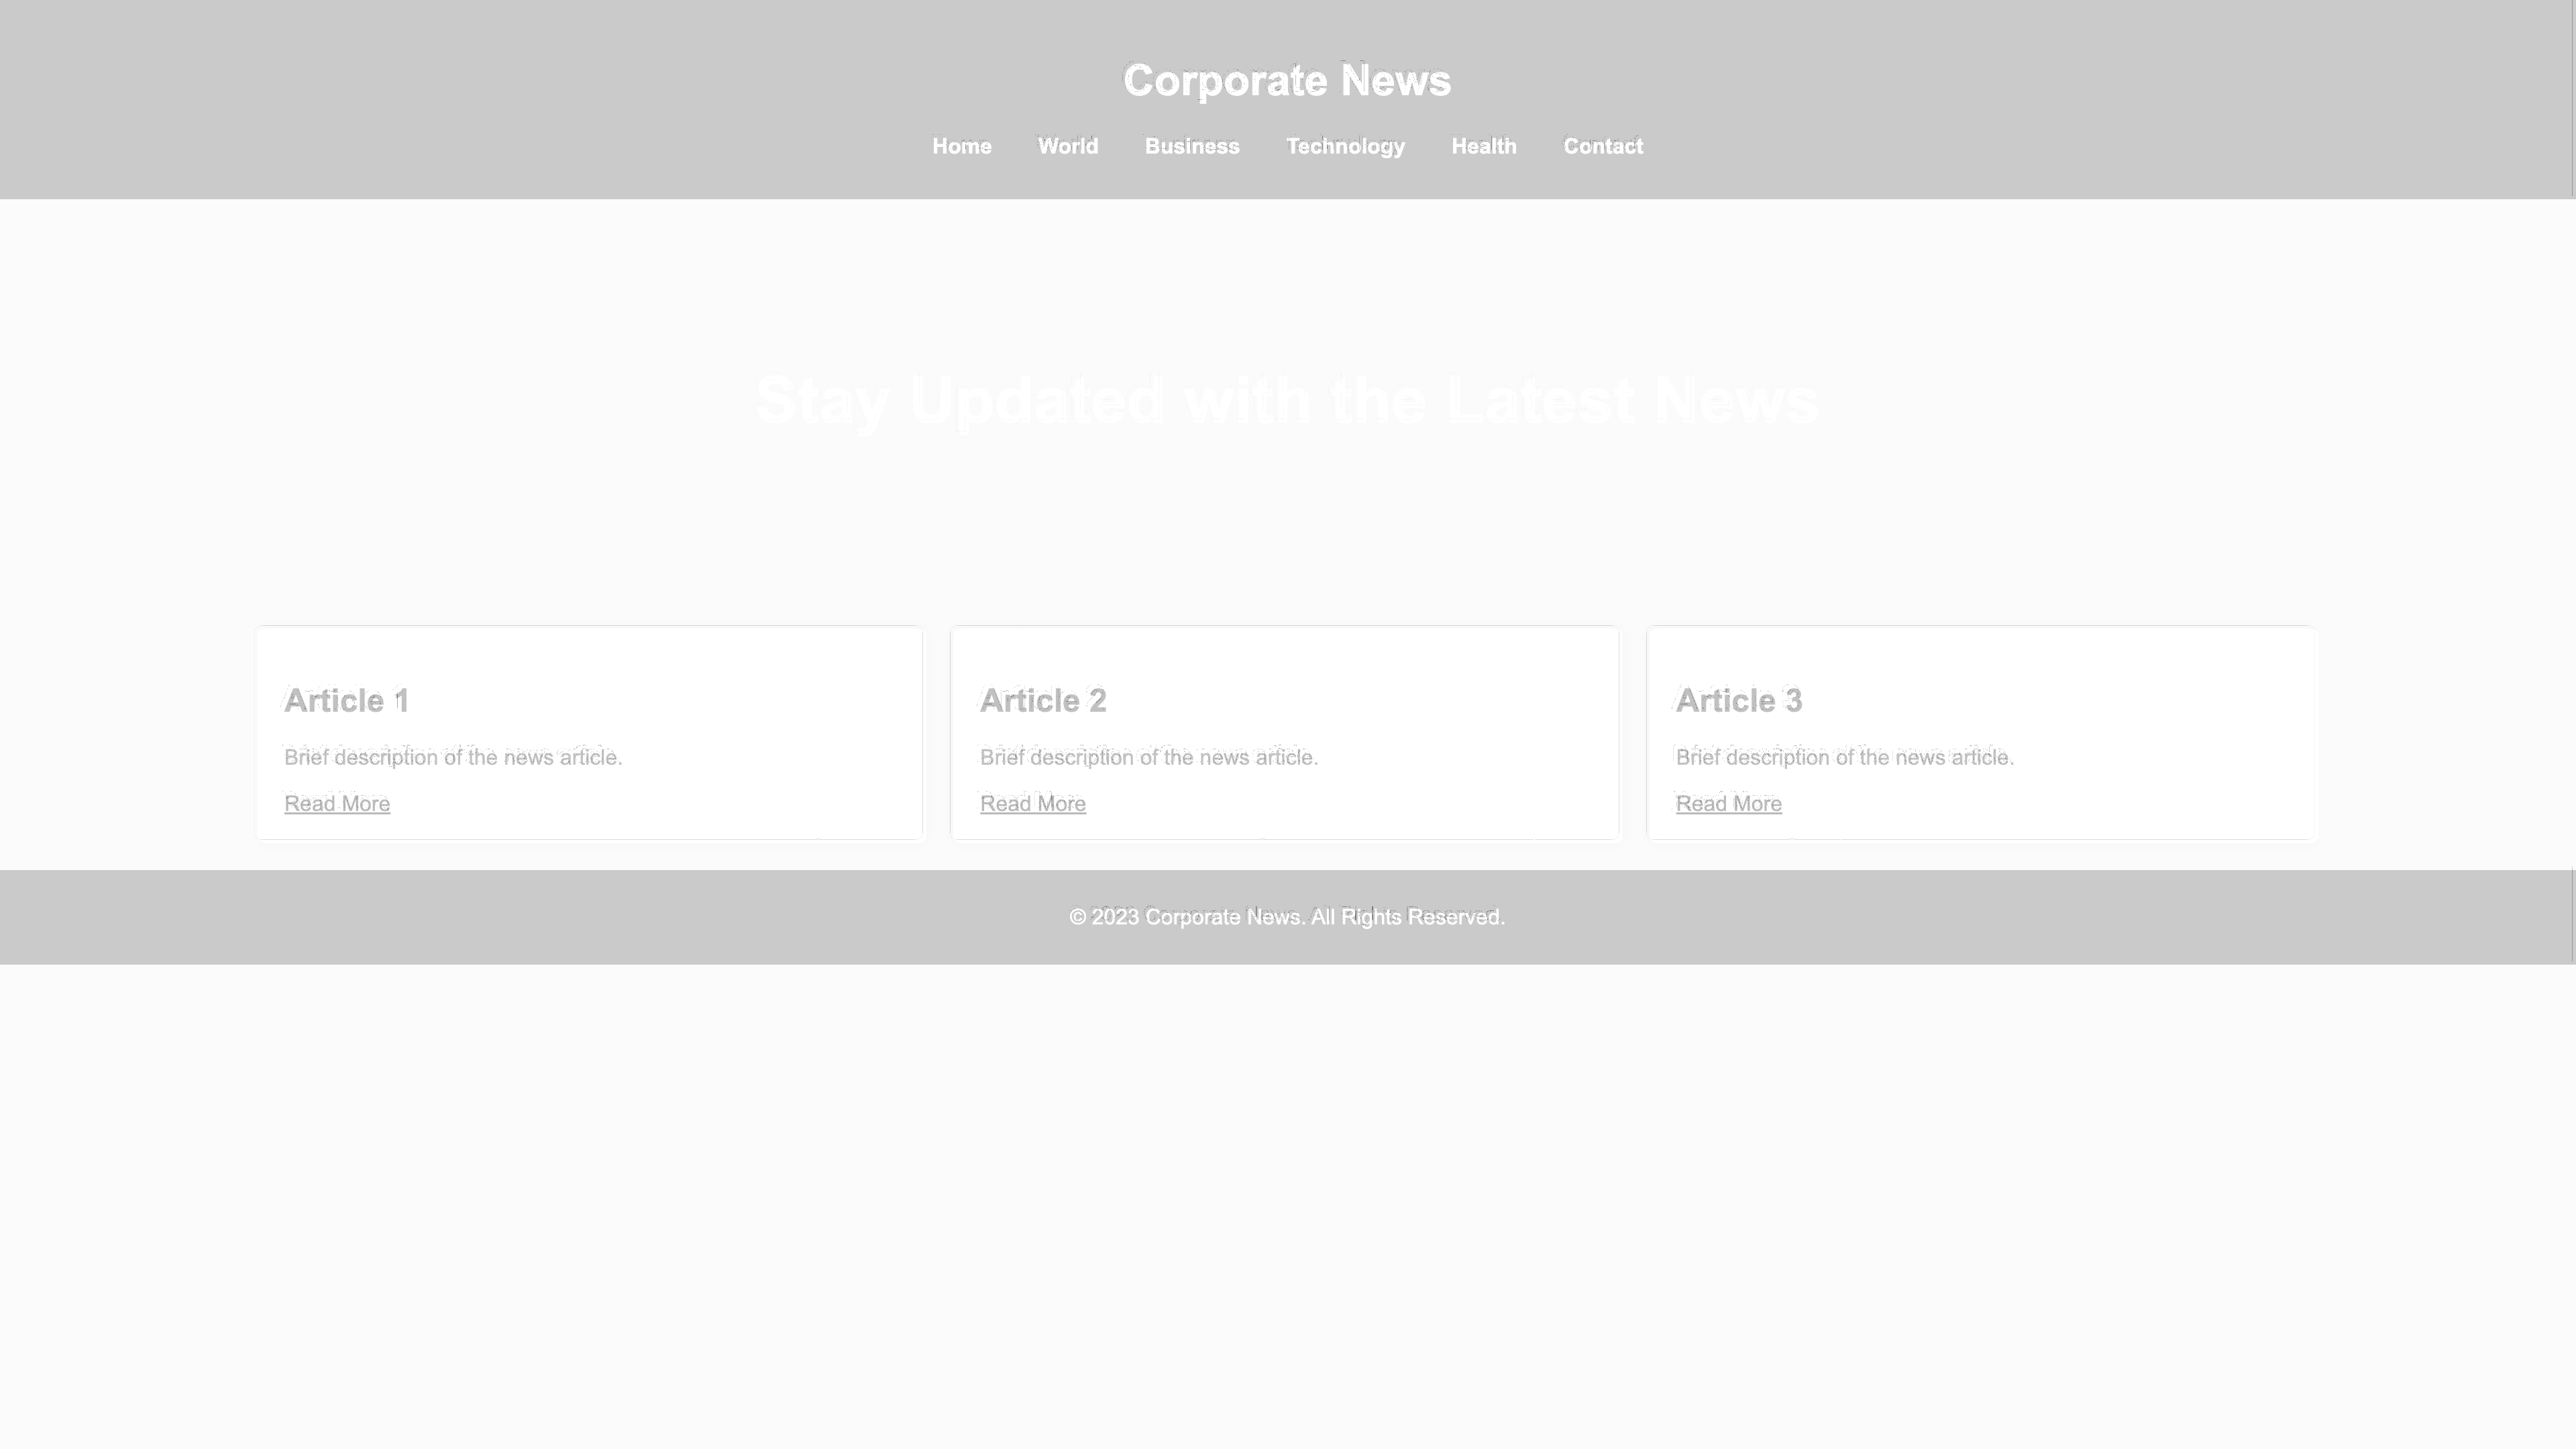 Corporate News
Home World Business Technology Health Contact
Stay Updated with the Latest News
Article 1
Brief description of the news article.
Read More
Article 2
Brief description of the news article.
Read More
Article 3
Brief description of the news article.
Read More
© 2023 Corporate News. All Rights Reserved.